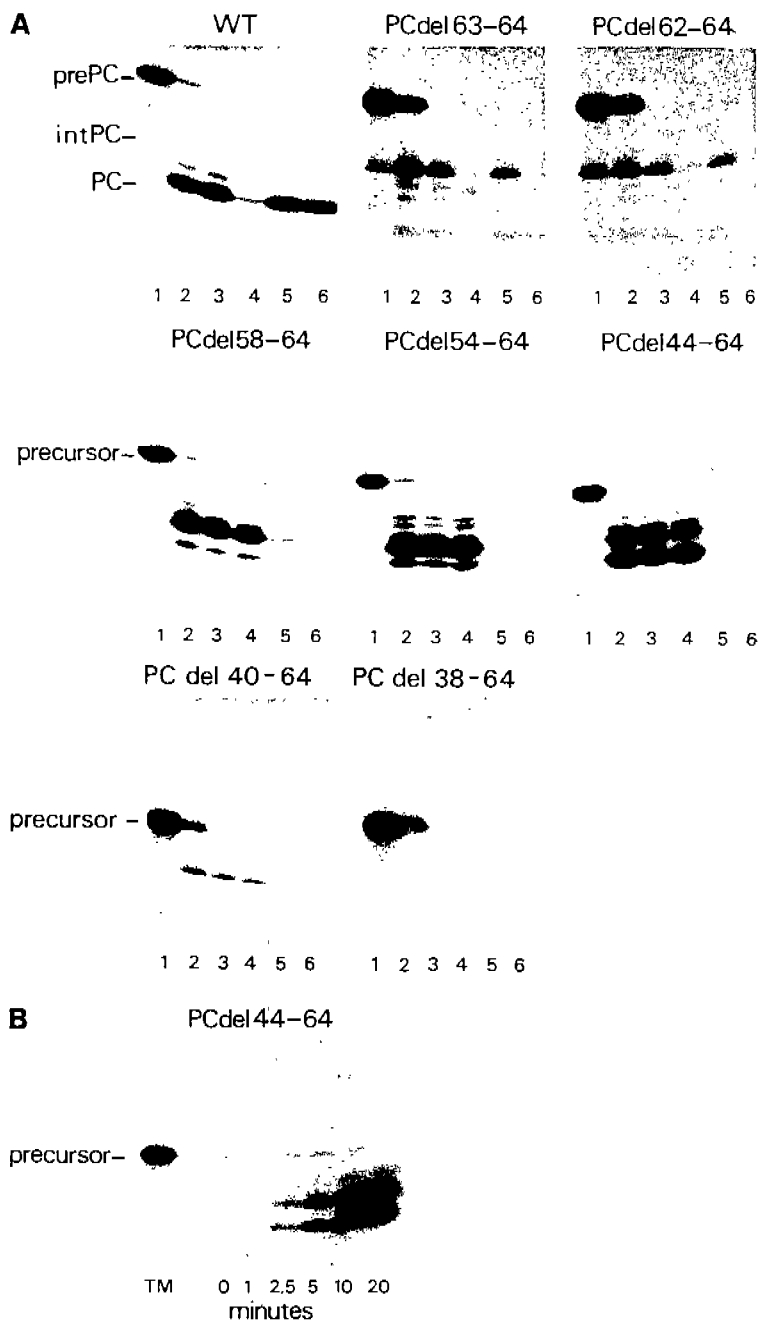 A
WT PCdel63-64 PCdel62-64
prePC-
intPC-
PC-
1 2 3 4 5 6 1 2 3 4 5 6 1 2 3 4 5 6
PCdel58-64 PCdel54-64 PCdel44-64
precursor-
1 2 3 4 5 6 1 2 3 4 5 6 1 2 3 4 5 6
PC del 40-64 PC del 38-64
precursor -
1 2 3 4 5 6 1 2 3 4 5 6
B PCdel44-64
precursor-
TM 0 1 2.5 5 10 20
minutes